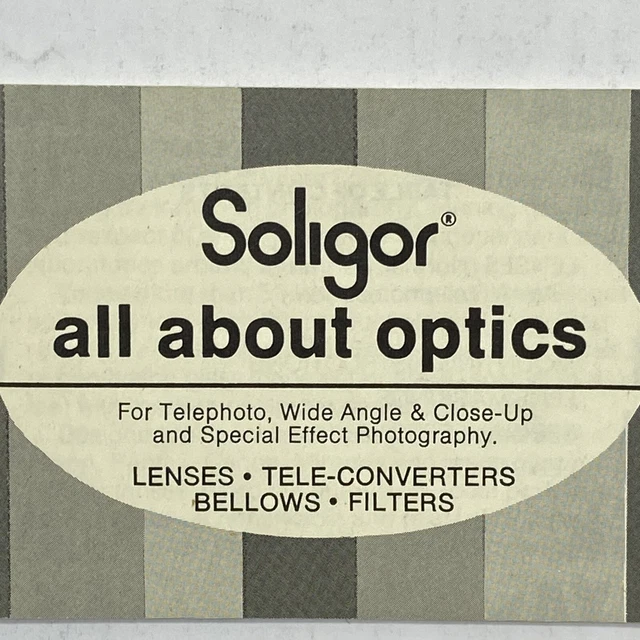 Soligor®
all about optics
For Telephoto, Wide Angle & Close-Up
and Special Effect Photography.
LENSES • TELE-CONVERTERS
BELLOWS • FILTERS